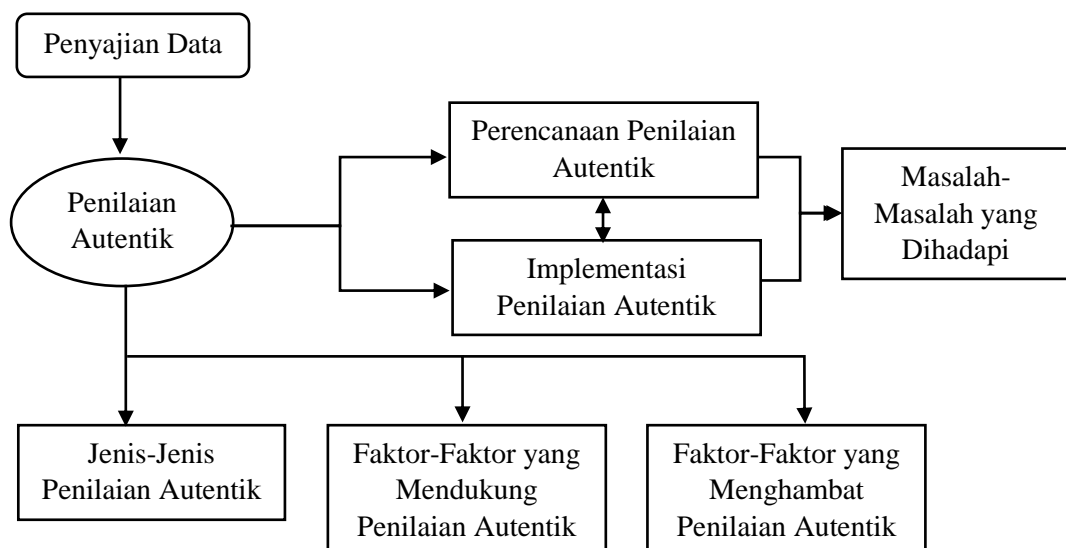 Penyajian Data
Penilaian
Autentik
Perencanaan Penilaian
Autentik
Implementasi
Penilaian Autentik
Masalah-
Masalah yang
Dihadapi
Jenis-Jenis
Penilaian Autentik
Faktor-Faktor yang
Mendukung
Penilaian Autentik
Faktor-Faktor yang
Menghambat
Penilaian Autentik